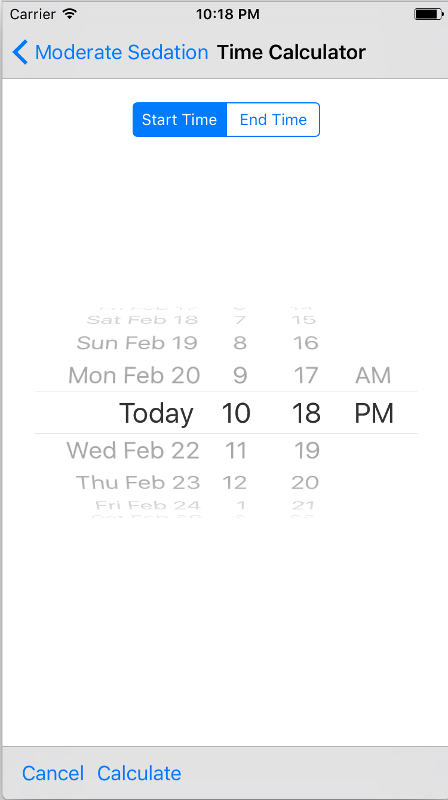 Carrier 10:18 PM
Moderate Sedation Time Calculator
Start Time End Time
Sat Feb 18 7 15
Sun Feb 19 8 16
Mon Feb 20 9 17 AM
Today 10 18 PM
Wed Feb 22 11 19
Thu Feb 23 12 20
Fri Feb 24 1 21
Cancel Calculate